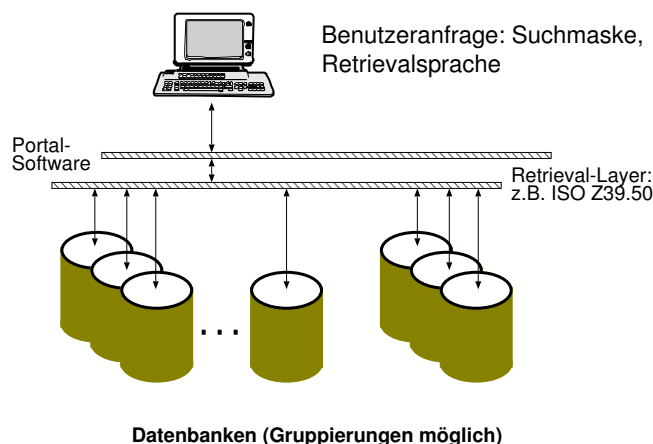 Benutzeranfrage: Suchmaske,
Retrievalsprache
Portal-
Software
Retrieval-Layer:
z.B. ISO Z39.50
. . .
Datenbanken (Gruppierungen möglich)